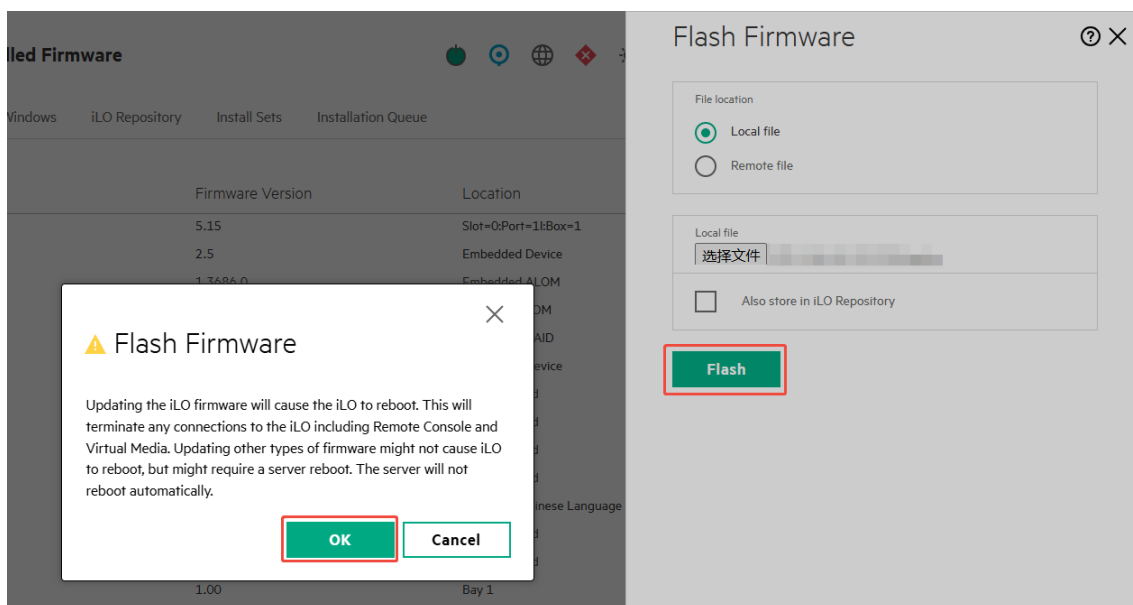 lled Firmware
Windows iLO Repository Install Sets Installation Queue
Firmware Version Location
5.15 Slot=0:Port=1I:Box=1
2.5 Embedded Device
1.3686.0 Embedded ALOM
OM
AID
evice
d
d
d
d
inese Language
d
d
1.00 Bay 1
Flash Firmware
Updating the iLO firmware will cause the iLO to reboot. This will
terminate any connections to the iLO including Remote Console and
Virtual Media. Updating other types of firmware might not cause iLO
to reboot, but might require a server reboot. The server will not
reboot automatically.
OK Cancel
Flash Firmware
File location
Local file
Remote file
Local file
选择文件
Also store in iLO Repository
Flash